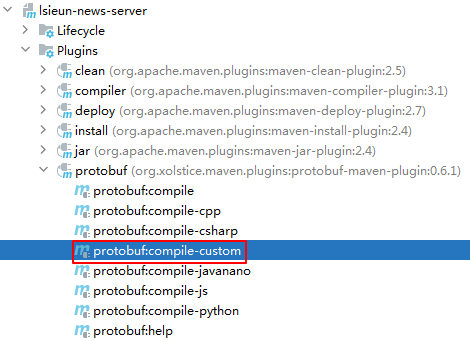 lsieun-news-server
Lifecycle
Plugins
clean (org.apache.maven.plugins:maven-clean-plugin:2.5)
compiler (org.apache.maven.plugins:maven-compiler-plugin:3.1)
deploy (org.apache.maven.plugins:maven-deploy-plugin:2.7)
install (org.apache.maven.plugins:maven-install-plugin:2.4)
jar (org.apache.maven.plugins:maven-jar-plugin:2.4)
protobuf (org.xolstice.maven.plugins:protobuf-maven-plugin:0.6.1)
protobuf:compile
protobuf:compile-cpp
protobuf:compile-csharp
protobuf:compile-custom
protobuf:compile-javanano
protobuf:compile-js
protobuf:compile-python
protobuf:help